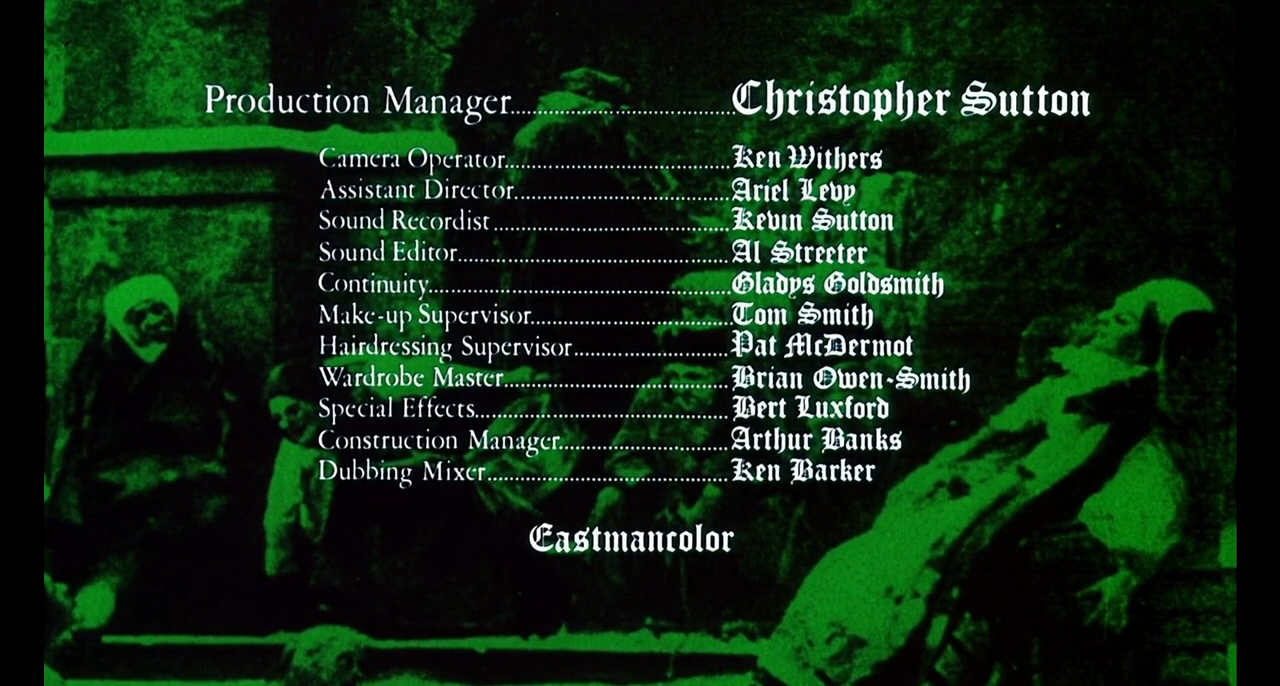 Production Manager..............................Christopher Sutton
Camera Operator..............................Ken Withers
Assistant Director..............................Ariel Levy
Sound Recordist..............................Kevin Sutton
Sound Editor..............................Al Streeter
Continuity..............................Gladys Goldsmith
Make-up Supervisor..............................Tom Smith
Hairdressing Supervisor..............................Pat McDermot
Wardrobe Master..............................Brian Owen-Smith
Special Effects..............................Bert Luxford
Construction Manager..............................Arthur Banks
Dubbing Mixer..............................Ken Barker
Eastmancolor